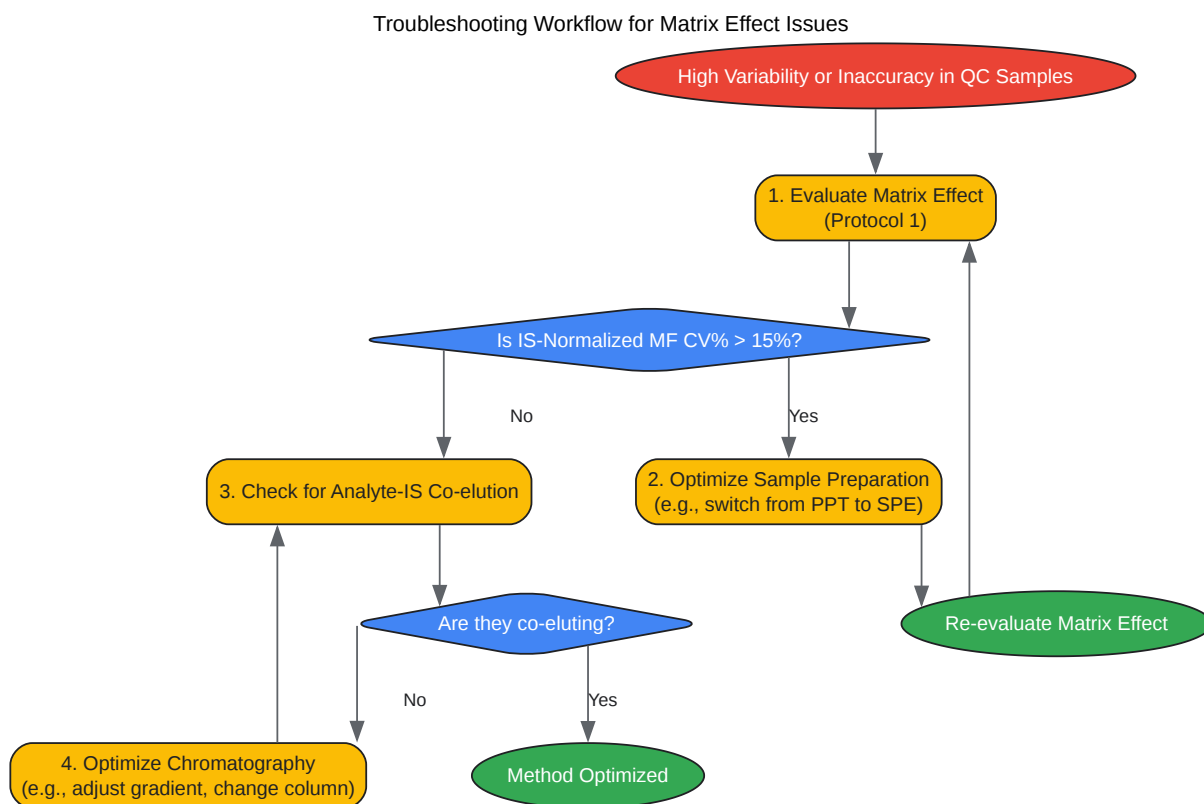 Troubleshooting Workflow for Matrix Effect Issues
High Variability or Inaccuracy in QC Samples
1. Evaluate Matrix Effect
(Protocol 1)
Is IS-Normalized MF CV% > 15%?
No
Yes
3. Check for Analyte-IS Co-elution
2. Optimize Sample Preparation
(e.g., switch from PPT to SPE)
Are they co-eluting?
Re-evaluate Matrix Effect
No
Yes
4. Optimize Chromatography
(e.g., adjust gradient, change column)
Method Optimized